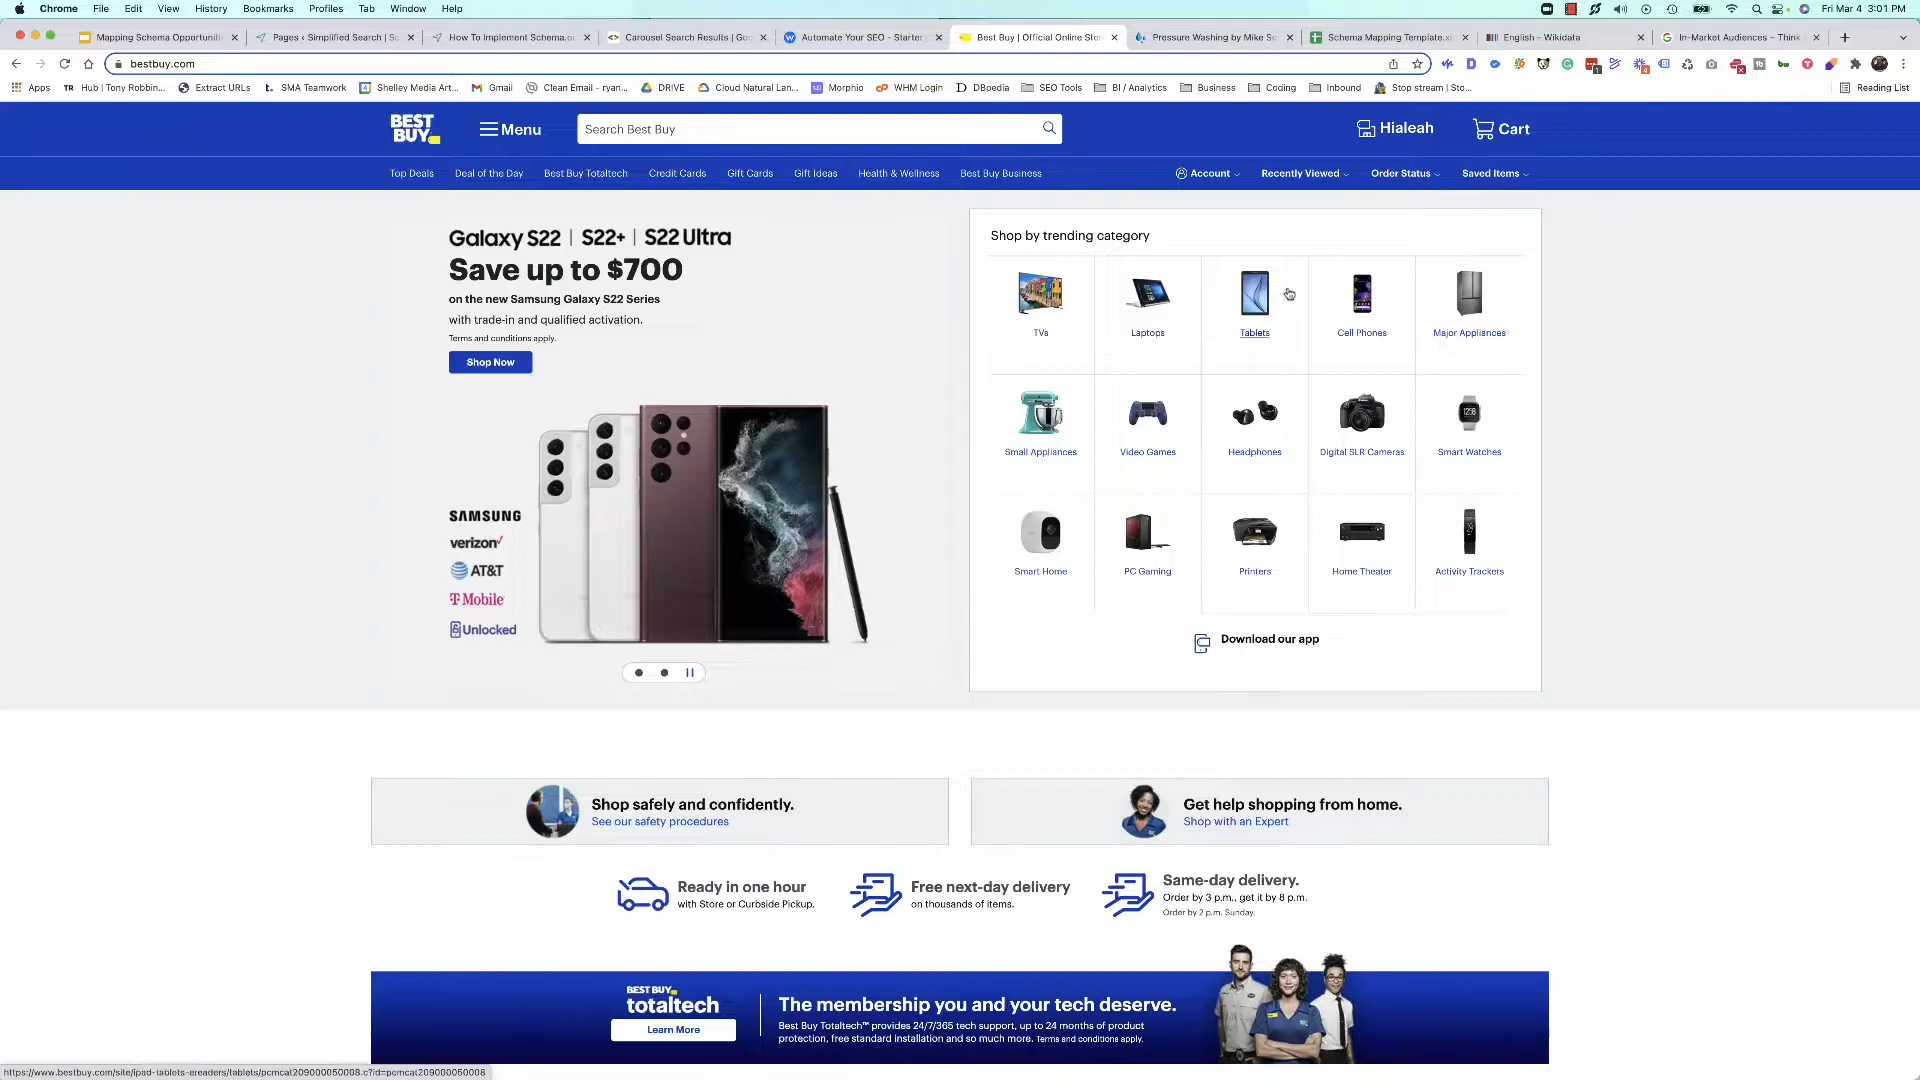 Chrome File Edit View History Bookmarks Profiles Tab Window Help
Fri Mar 4 3:01 PM
Mapping Schema Opportuniti
Pages ‹ Simplified Search | So
How To Implement Schema.or
Carousel Search Results | Goo
Automate Your SEO - Starter
Best Buy | Official Online Stor
Pressure Washing by Mike Sc
Schema Mapping Template.xl
English – Wikidata
In-Market Audiences – Think
bestbuy.com
Apps
TR Hub | Tony Robbin...
Extract URLs
t. SMA Teamwork
Shelley Media Art...
Gmail
Clean Email - ryan...
DRIVE
Cloud Natural Lan...
Morphio
WHM Login
DBpedia
SEO Tools
BI / Analytics
Business
Coding
Inbound
Stop stream | Sto...
Reading List
BEST
BUY
Menu
Search Best Buy
Hialeah
Cart
Top Deals Deal of the Day Best Buy Totaltech Credit Cards Gift Cards Gift Ideas Health & Wellness Best Buy Business
Account Recently Viewed Order Status Saved Items
Galaxy S22 | S22+ | S22 Ultra
Save up to $700
on the new Samsung Galaxy S22 Series
with trade-in and qualified activation.
Terms and conditions apply.
Shop Now
SAMSUNG
verizon
AT&T
T Mobile
Unlocked
Shop by trending category
TVs
Laptops
Tablets
Cell Phones
Major Appliances
Small Appliances
Video Games
Headphones
Digital SLR Cameras
Smart Watches
Smart Home
PC Gaming
Printers
Home Theater
Activity Trackers
Download our app
Shop safely and confidently.
See our safety procedures
Get help shopping from home.
Shop with an Expert
Ready in one hour
with Store or Curbside Pickup.
Free next-day delivery
on thousands of items.
Same-day delivery.
Order by 3 p.m., get it by 8 p.m.
Order by 2 p.m. Sunday.
BEST BUY
totaltech
Learn More
The membership you and your tech deserve.
Best Buy Totaltech™ provides 24/7/365 tech support, up to 24 months of product
protection, free standard installation and so much more. Terms and conditions apply.
https://www.bestbuy.com/site/ipad-tablets-ereaders/tablets/pcmcat209000050008.c?id=pcmcat209000050008